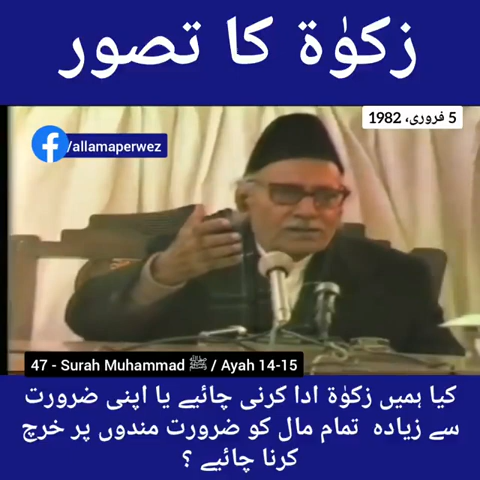 زکوٰۃ کا تصور
5 فروری، 1982
/allamaperwez
47 - Surah Muhammad ﷺ / Ayah 14-15
کیا ہمیں زکوٰۃ ادا کرنی چائیے یا اپنی ضرورت
سے زیادہ تمام مال کو ضرورت مندوں پر خرچ
کرنا چائیے ؟